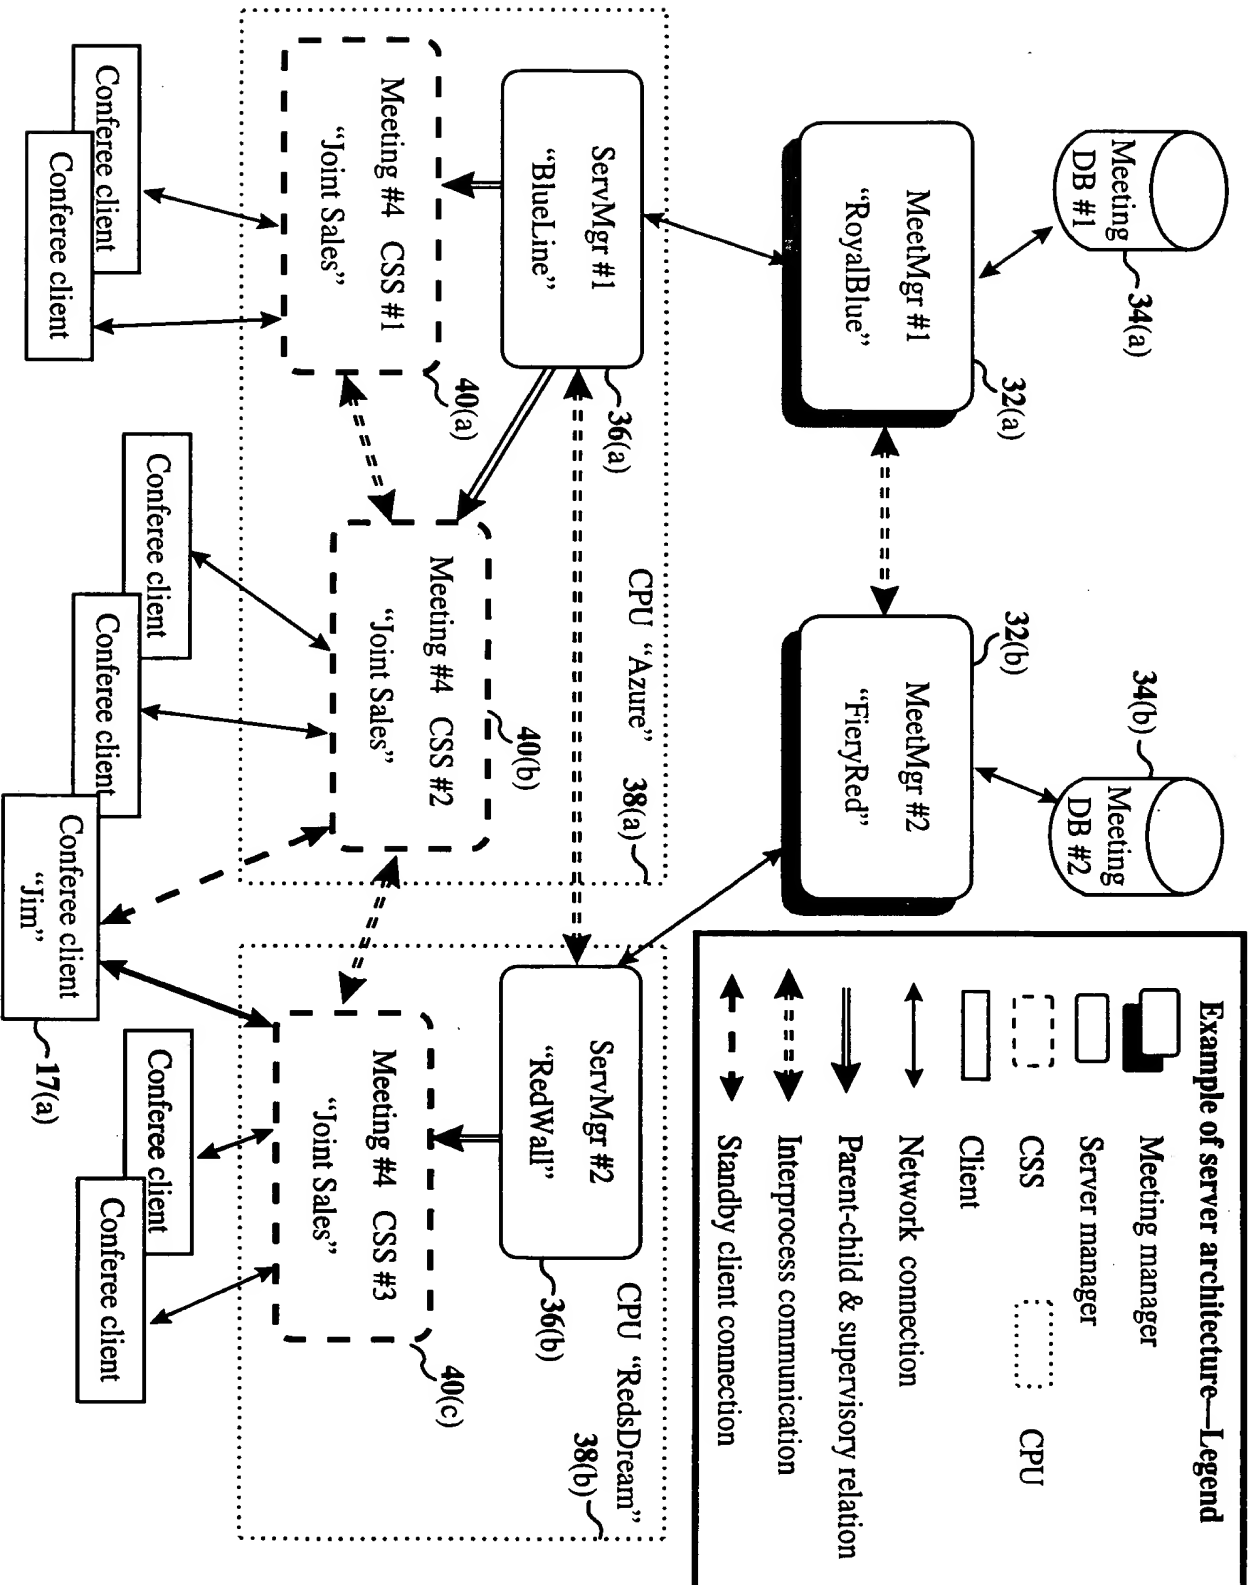 Meeting
DB #1
34(a)
34(b)
Meeting
DB #2
Example of server architecture—Legend
Meeting manager
Server manager
CSS
CPU
Client
Network connection
Parent-child & supervisory relation
Interprocess communication
Standby client connection
MeetMgr #1
“RoyalBlue”
32(a)
32(b)
MeetMgr #2
“FieryRed”
ServMgr #1
“BlueLine”
36(a)
CPU “Azure”
38(a)
ServMgr #2
“RedWall”
36(b)
CPU “RedsDream”
38(b)
Meeting #4 CSS #1
“Joint Sales”
40(a)
Meeting #4 CSS #2
“Joint Sales”
40(b)
Meeting #4 CSS #3
“Joint Sales”
40(c)
Conferee client
Conferee client
Conferee client
Conferee client
Conferee client
“Jim”
17(a)
Conferee client
Conferee client